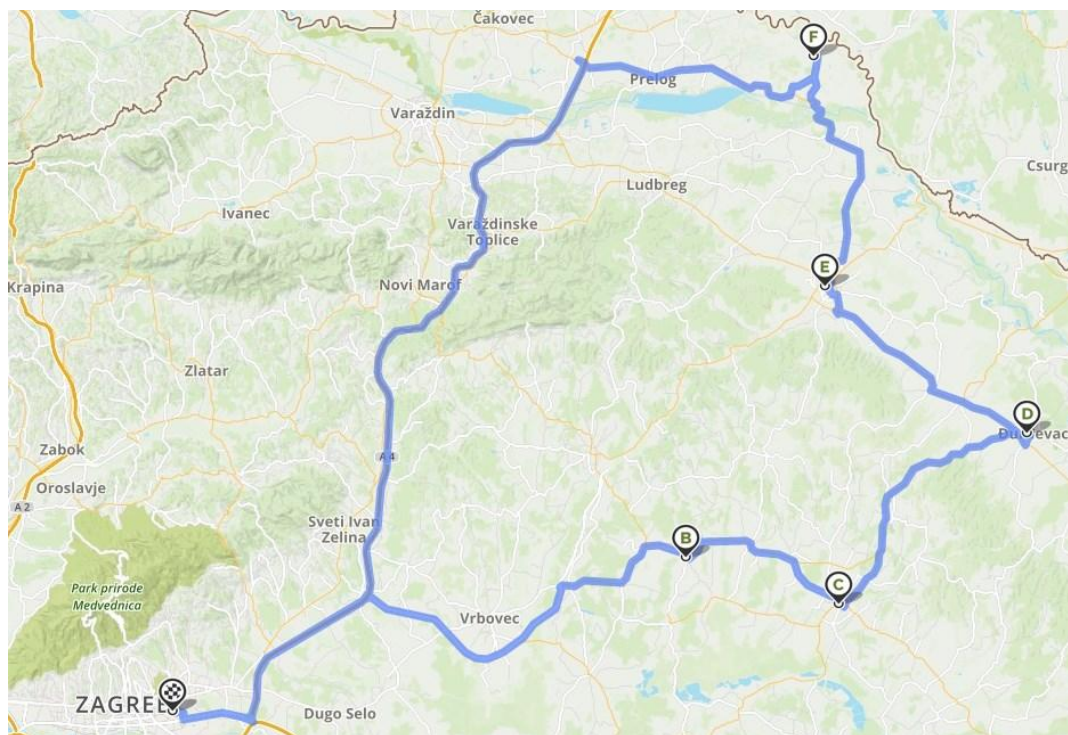 Čakovec
F
Prelog
Varaždin
Csurg
Ludbreg
Ivanec
Varaždinske
Toplice
E
Krapina
Novi Marof
Zlatar
D
Zabok
A 4
Oroslavje
A 2
Sveti Ivan
Zelina
B
C
Park prirode
Medvednica
Vrbovec
ZAGREB
Dugo Selo